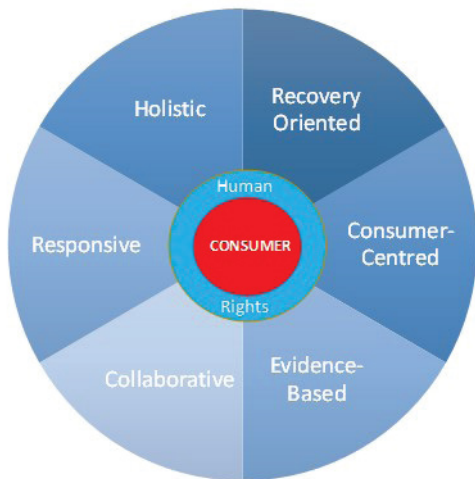 Holistic
Recovery
Oriented
Human
Responsive
CONSUMER
Consumer-
Centred
Rights
Collaborative
Evidence-
Based